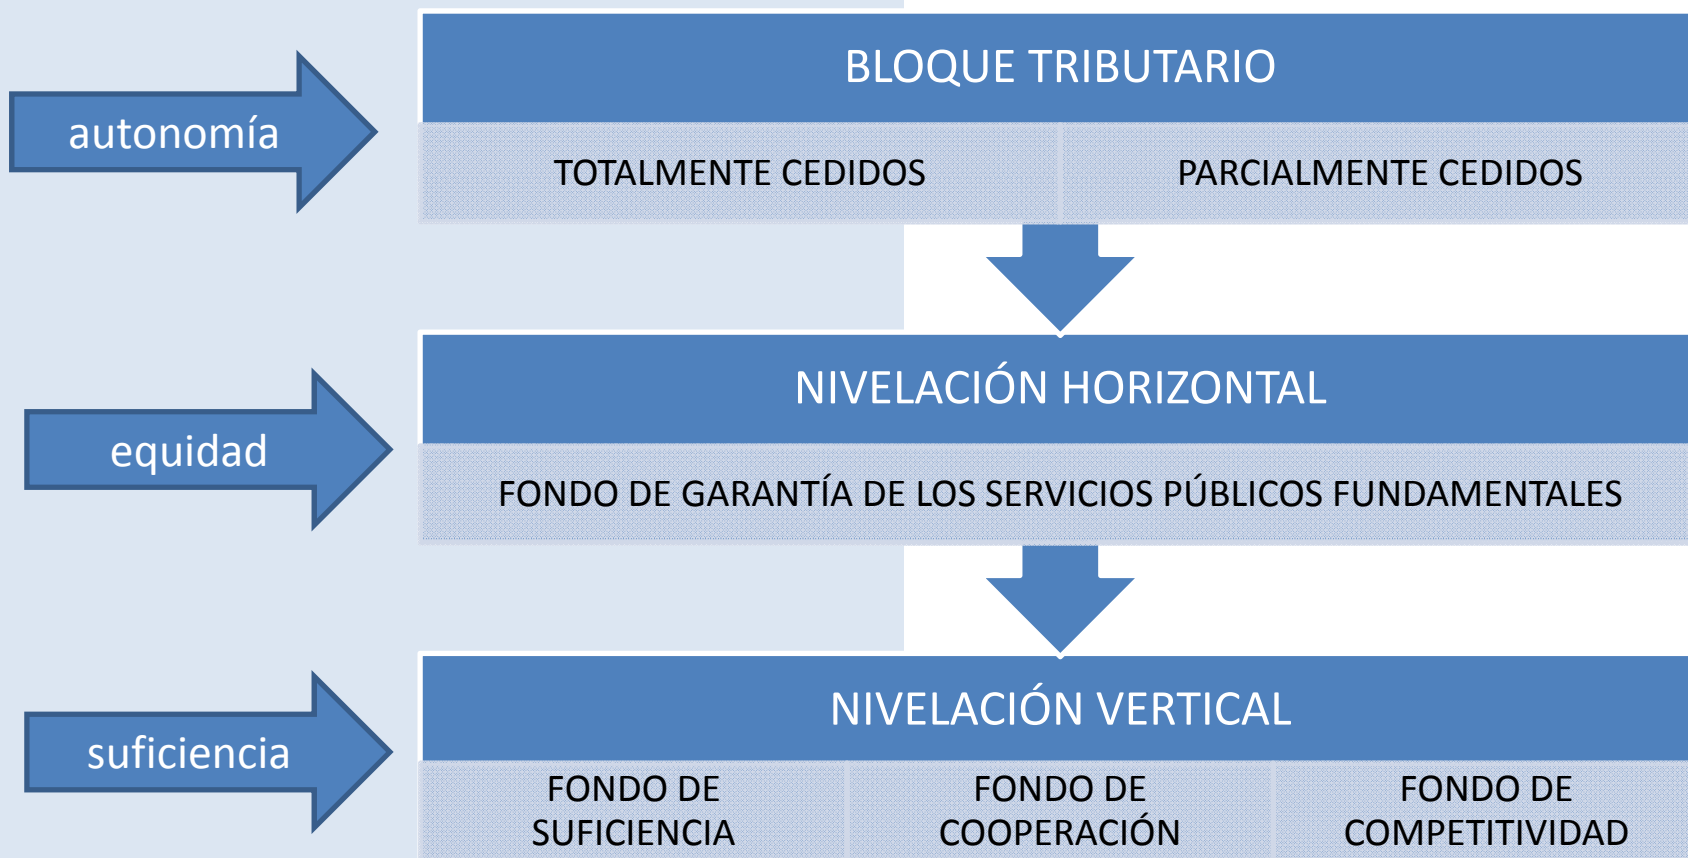 autonomía
BLOQUE TRIBUTARIO
TOTALMENTE CEDIDOS
PARCIALMENTE CEDIDOS
equidad
NIVELACIÓN HORIZONTAL
FONDO DE GARANTÍA DE LOS SERVICIOS PÚBLICOS FUNDAMENTALES
suficiencia
NIVELACIÓN VERTICAL
FONDO DE
SUFICIENCIA
FONDO DE
COOPERACIÓN
FONDO DE
COMPETITIVIDAD